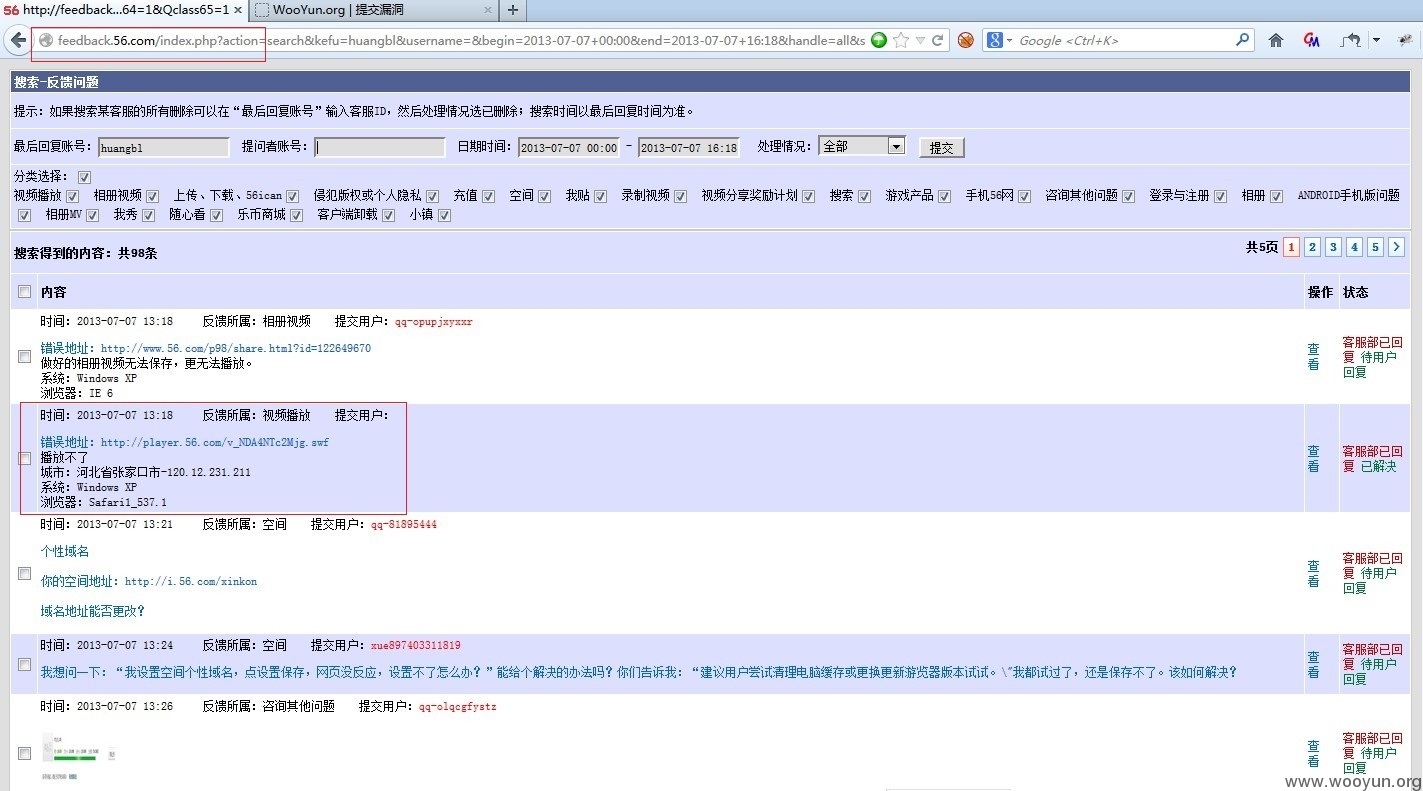 56 http://feedback...64=1&Qclass65=1 ×
WooYun.org | 提交漏洞 ×
+
feedback.56.com/index.php?action=search&kefu=huangbl&username=&begin=2013-07-07+00:00&end=2013-07-07+16:18&handle=all&s
Google <Ctrl+K>
搜索-反馈问题
提示：如果搜索某客服的所有删除可以在“最后回复账号”输入客服ID，然后处理情况选已删除；搜索时间以最后回复时间为准。
最后回复账号：huangbl 提问者账号： 日期时间：2013-07-07 00:00 - 2013-07-07 16:18 处理情况：全部 提交
分类选择：
视频播放 相册视频 上传、下载、56ican 侵犯版权或个人隐私 充值 空间 我贴 录制视频 视频分享奖励计划 搜索 游戏产品 手机56网 咨询其他问题 登录与注册 相册 ANDROID手机版问题
相册MV 我秀 随心看 乐币商城 客户端卸载 小镇
搜索得到的内容：共98条 共5页 1 2 3 4 5 >
内容 操作 状态
时间：2013-07-07 13:18 反馈所属：相册视频 提交用户：qq-opupjxyxxr
错误地址：http://www.56.com/p98/share.html?id=122649670
做好的相册视频无法保存，更无法播放。
系统：Windows XP
浏览器：IE 6
查看
客服部已回复 待用户回复
时间：2013-07-07 13:18 反馈所属：视频播放 提交用户：
错误地址：http://player.56.com/v_NDA4NTc2Mjg.swf
播放不了
城市：河北省张家口市-120.12.231.211
系统：Windows XP
浏览器：Safari1_537.1
查看
客服部已回复 已解决
时间：2013-07-07 13:21 反馈所属：空间 提交用户：qq-81895444
个性域名
你的空间地址：http://i.56.com/xinkon
域名地址能否更改？
查看
客服部已回复 待用户回复
时间：2013-07-07 13:24 反馈所属：空间 提交用户：xue897403311819
我想问一下：“我设置空间个性域名，点设置保存，网页没反应，设置不了怎么办？”能给个解决的办法吗？你们告诉我：“建议用户尝试清理电脑缓存或更换更新游览器版本试试。\"我都试过了，还是保存不了。该如何解决？
查看
客服部已回复 待用户回复
时间：2013-07-07 13:26 反馈所属：咨询其他问题 提交用户：qq-olqcgfystz
查看
客服部已回复 待用户回复
www.wooyun.org